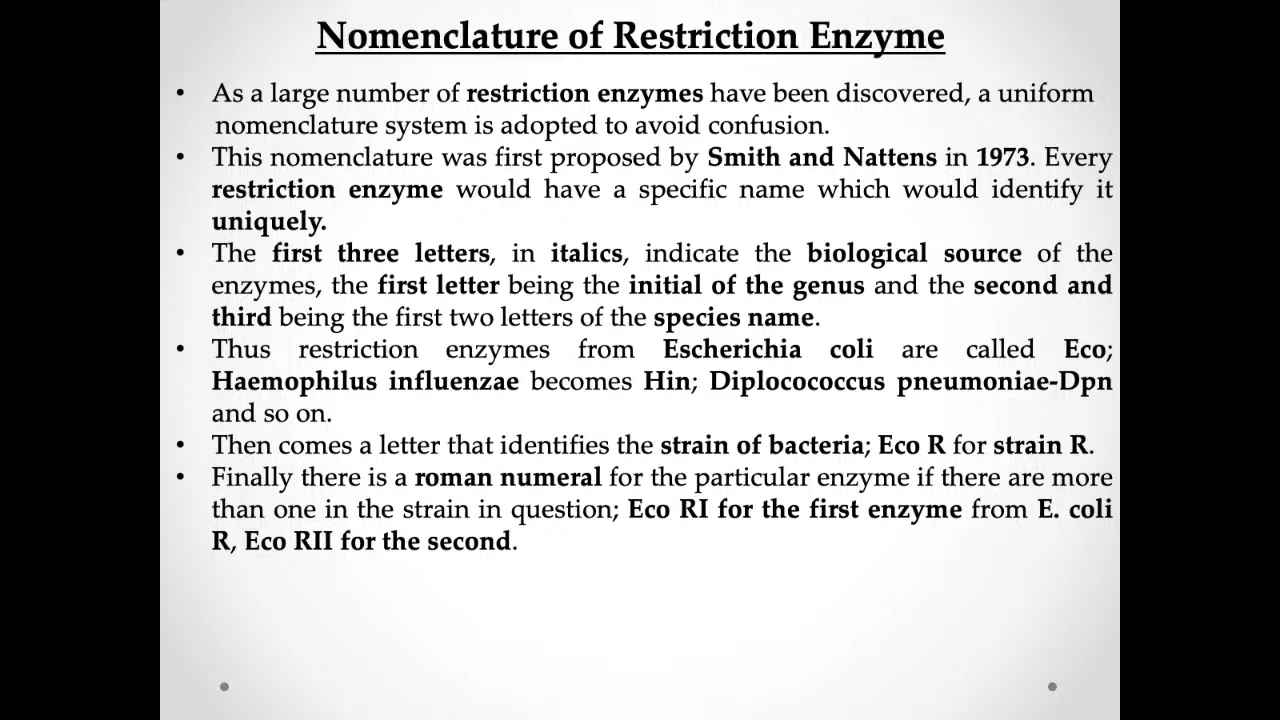 Nomenclature of Restriction Enzyme
• As a large number of restriction enzymes have been discovered, a uniform
nomenclature system is adopted to avoid confusion.
• This nomenclature was first proposed by Smith and Nattens in 1973. Every
restriction enzyme would have a specific name which would identify it
uniquely.
• The first three letters, in italics, indicate the biological source of the
enzymes, the first letter being the initial of the genus and the second and
third being the first two letters of the species name.
• Thus restriction enzymes from Escherichia coli are called Eco;
Haemophilus influenzae becomes Hin; Diplocococcus pneumoniae-Dpn
and so on.
• Then comes a letter that identifies the strain of bacteria; Eco R for strain R.
• Finally there is a roman numeral for the particular enzyme if there are more
than one in the strain in question; Eco RI for the first enzyme from E. coli
R, Eco RII for the second.